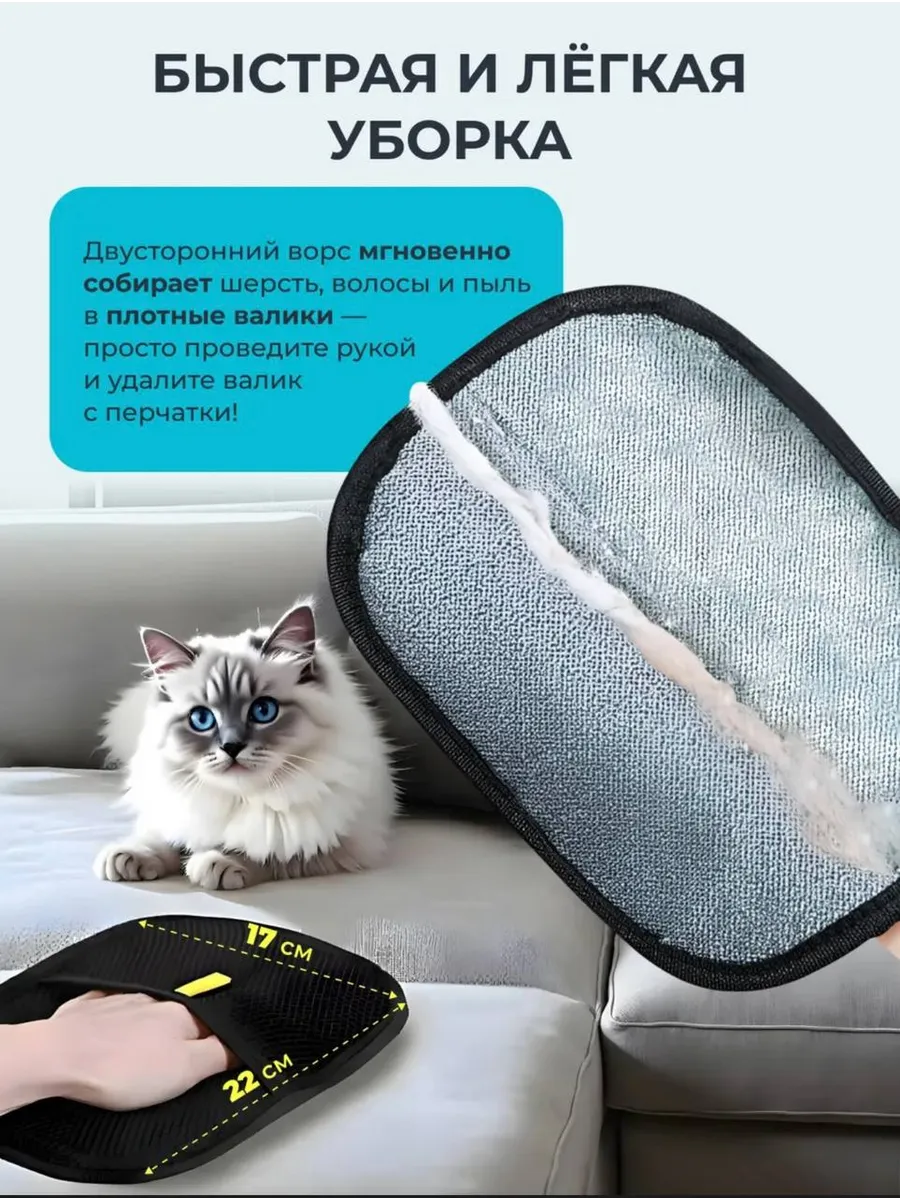 БЫСТРАЯ И ЛЁГКАЯ
УБОРКА
Двусторонний ворс мгновенно
собирает шерсть, волосы и пыль
в плотные валики —
просто проведите рукой
и удалите валик
с перчатки!
17 см
22 см